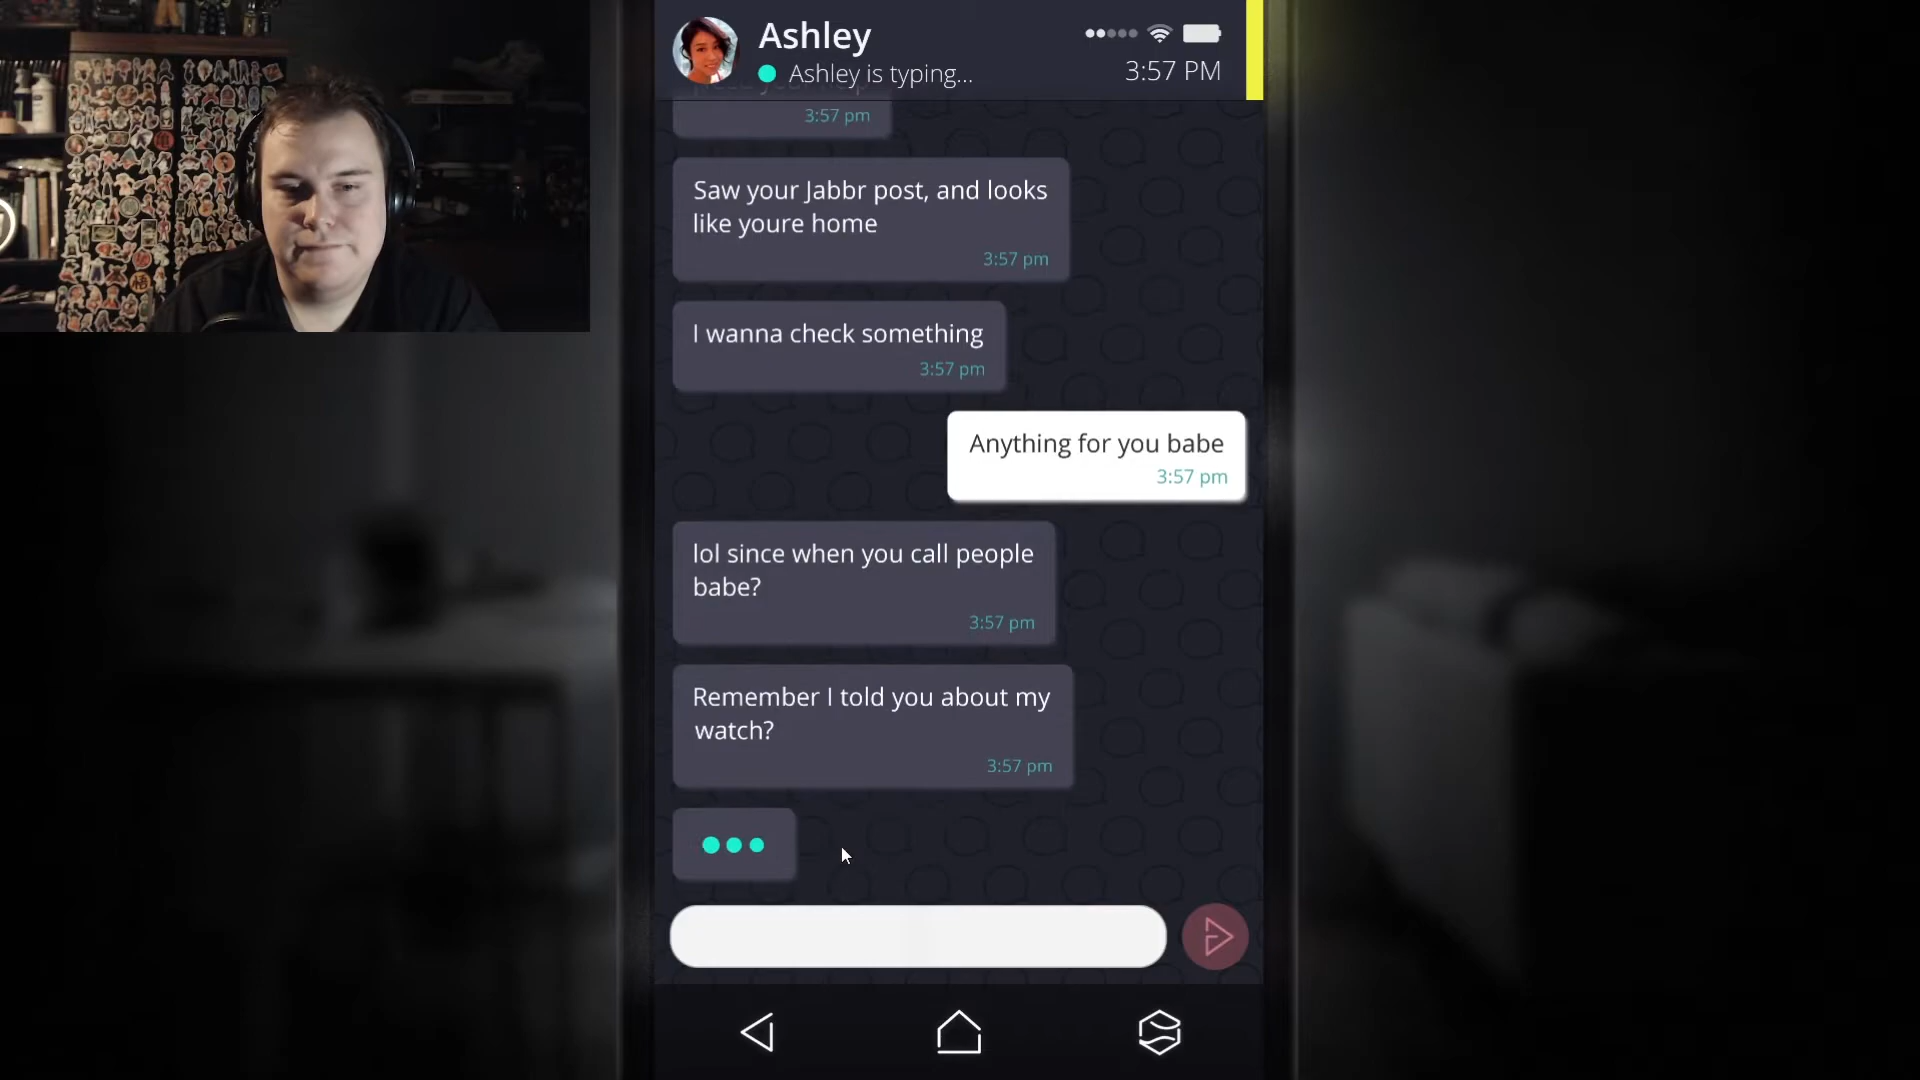 Ashley
Ashley is typing...
3:57 PM
3:57 pm
Saw your Jabbr post, and looks
like youre home
3:57 pm
I wanna check something
3:57 pm
Anything for you babe
3:57 pm
lol since when you call people
babe?
3:57 pm
Remember I told you about my
watch?
3:57 pm